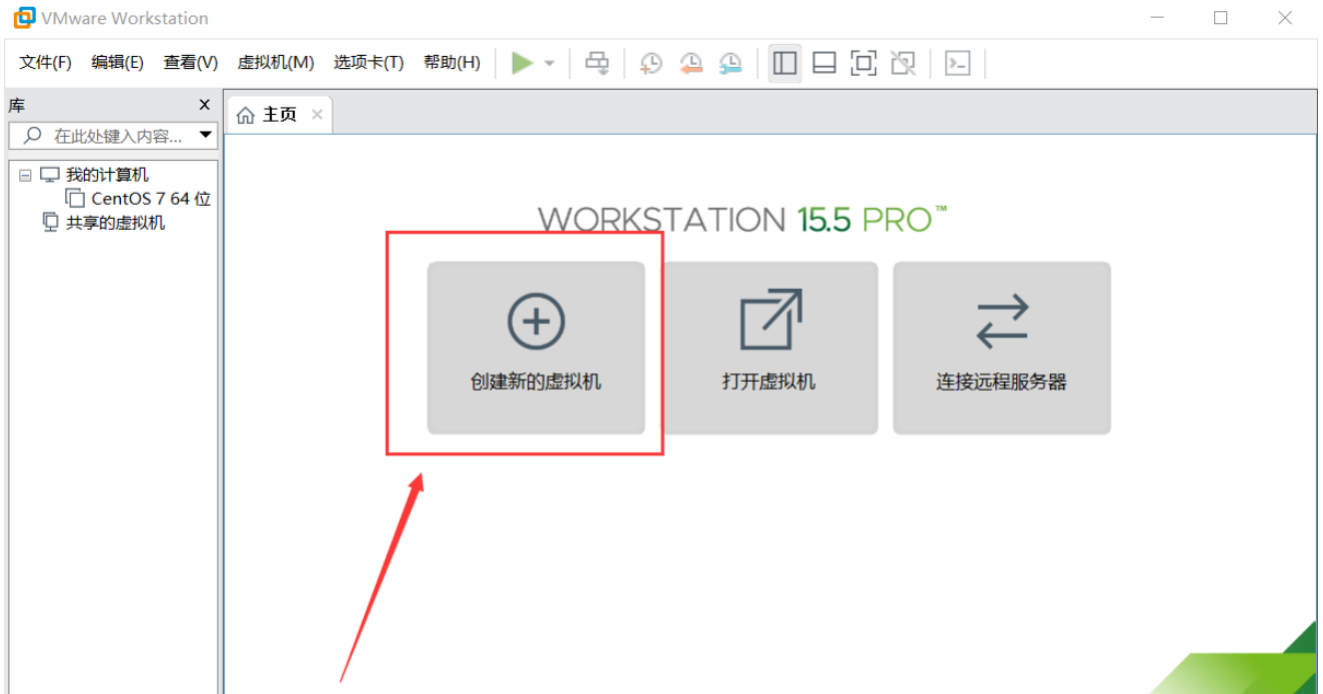 VMware Workstation
文件(F) 编辑(E) 查看(V) 虚拟机(M) 选项卡(T) 帮助(H)
库 x
主页 ×
在此处键入内容...
我的计算机
CentOS 7 64 位
共享的虚拟机
WORKSTATION 15.5 PRO™
创建新的虚拟机
打开虚拟机
连接远程服务器